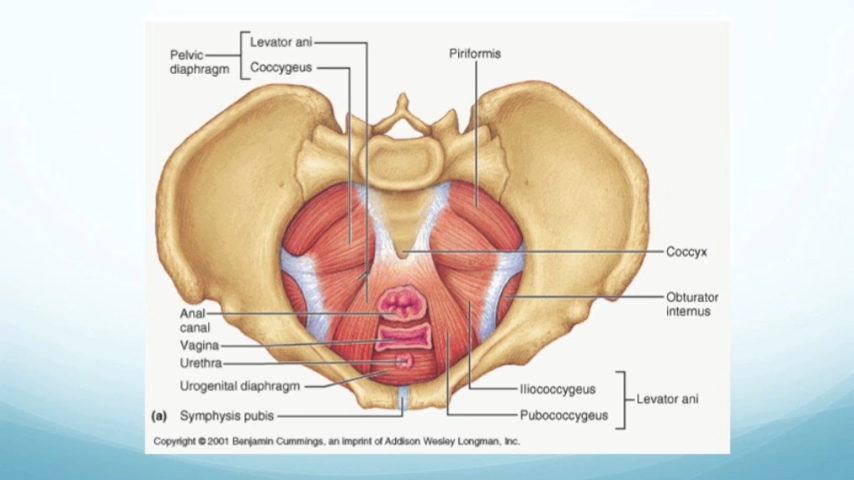 Levator ani
Pelvic
diaphragm
Coccygeus
Piriformis
Coccyx
Obturator
internus
Anal
canal
Vagina
Urethra
Urogenital diaphragm
Iliococcygeus
Levator ani
Pubococcygeus
(a) Symphysis pubis
Copyright © 2001 Benjamin Cummings, an imprint of Addison Wesley Longman, Inc.